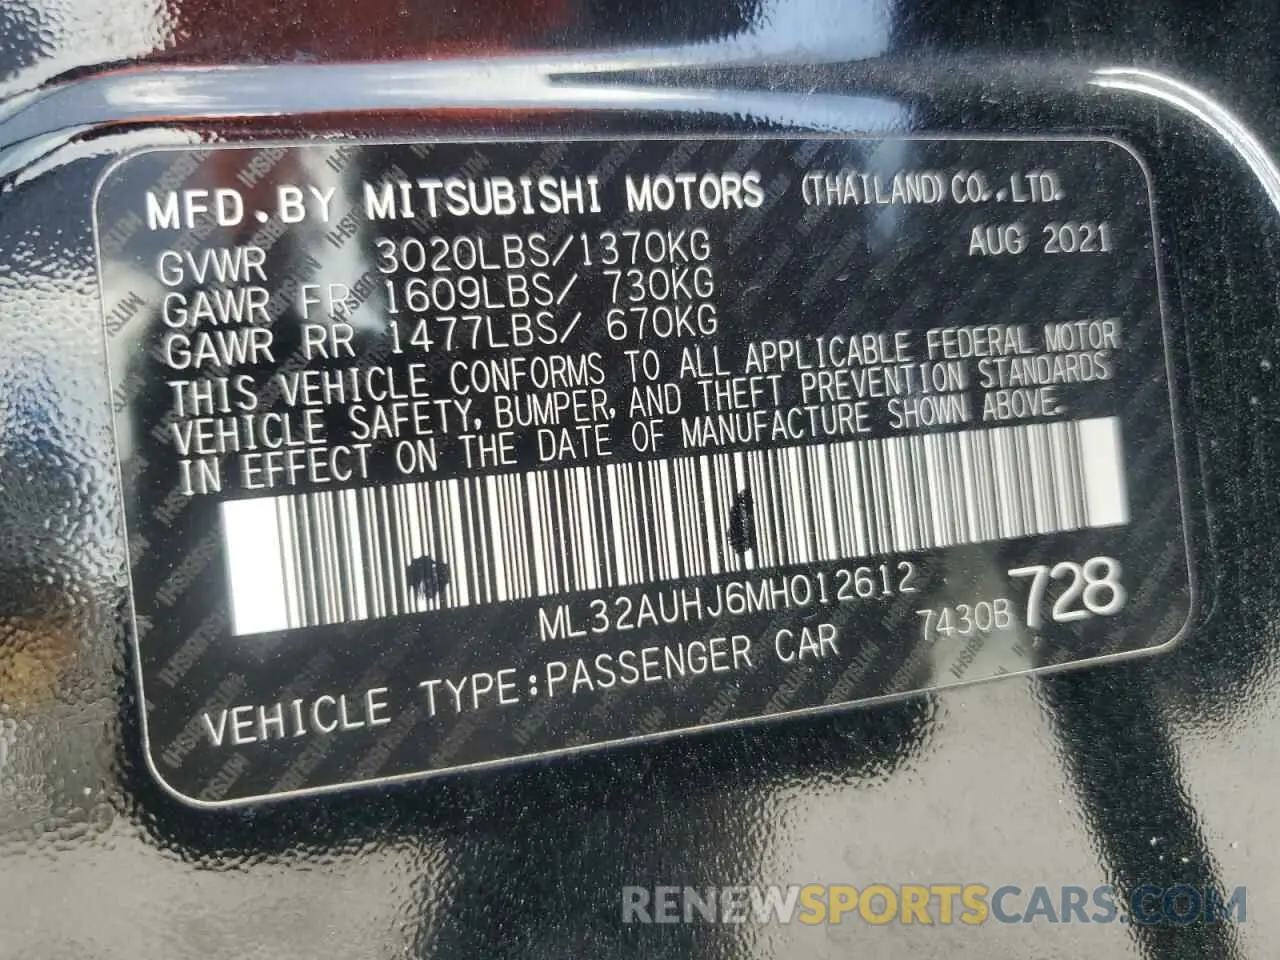 MFD.BY MITSUBISHI MOTORS (THAILAND)CO.,LTD.
GVWR 3020LBS/1370KG AUG 2021
GAWR FR 1609LBS/ 730KG
GAWR RR 1477LBS/ 670KG
THIS VEHICLE CONFORMS TO ALL APPLICABLE FEDERAL MOTOR
VEHICLE SAFETY, BUMPER, AND THEFT PREVENTION STANDARDS
IN EFFECT ON THE DATE OF MANUFACTURE SHOWN ABOVE.
ML32AUHJ6MH012612
VEHICLE TYPE:PASSENGER CAR 7430B 728
RENEWSPORTSCARS.COM